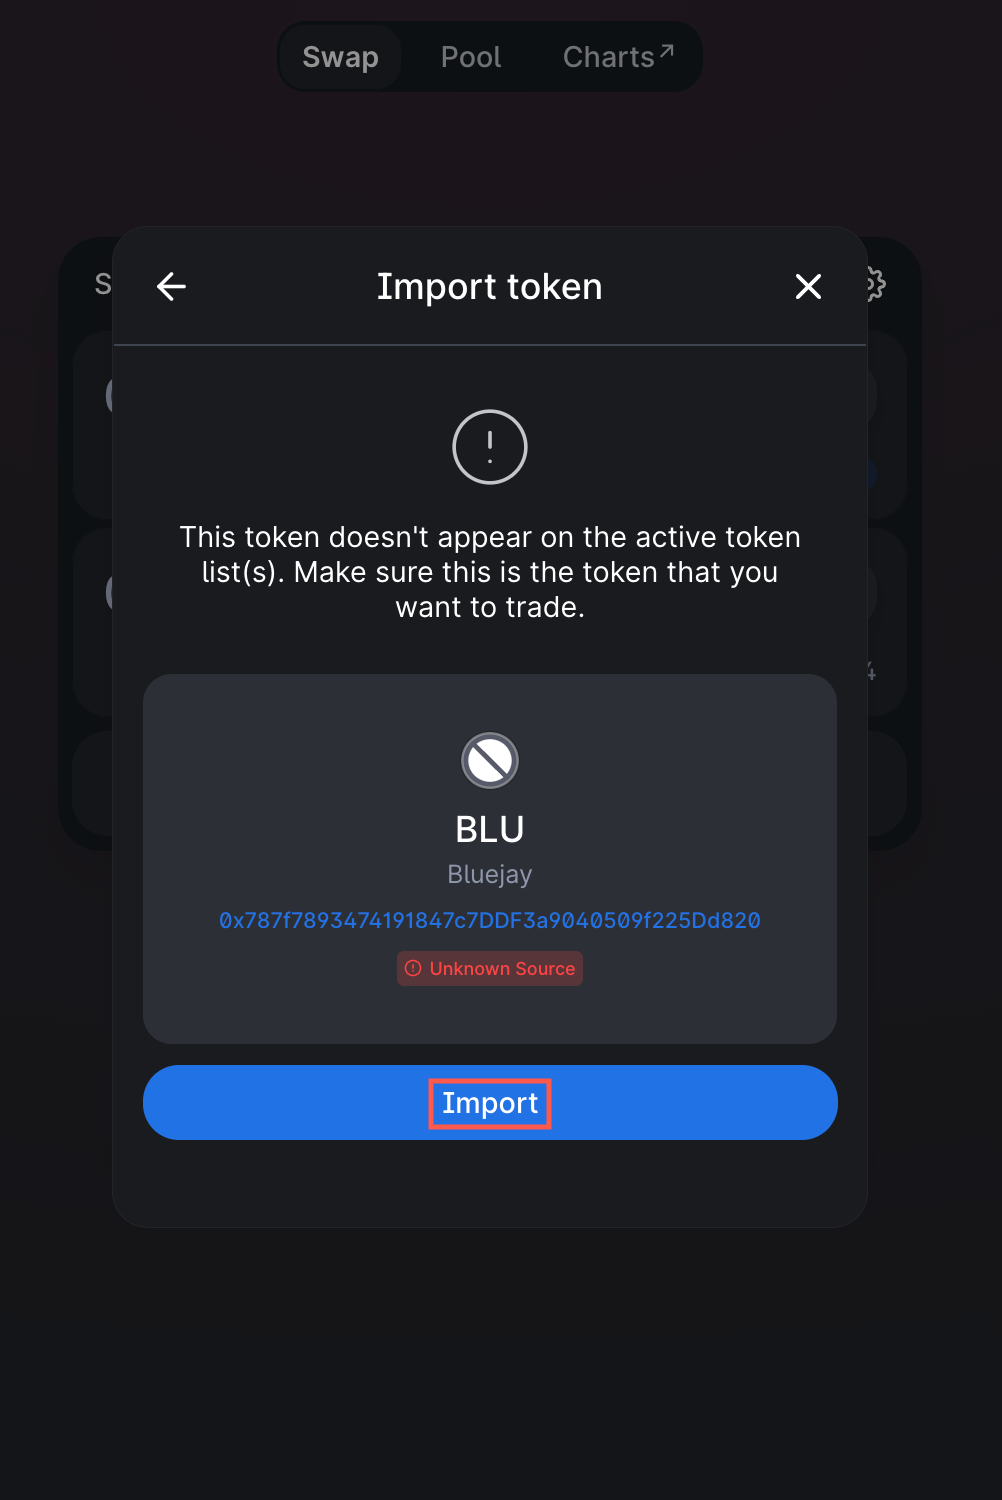 Swap
Pool
Charts↗
S
Import token
This token doesn't appear on the active token
list(s). Make sure this is the token that you
want to trade.
4
BLU
Bluejay
0x787f7893474191847c7DDF3a9040509f225Dd820
Unknown Source
Import